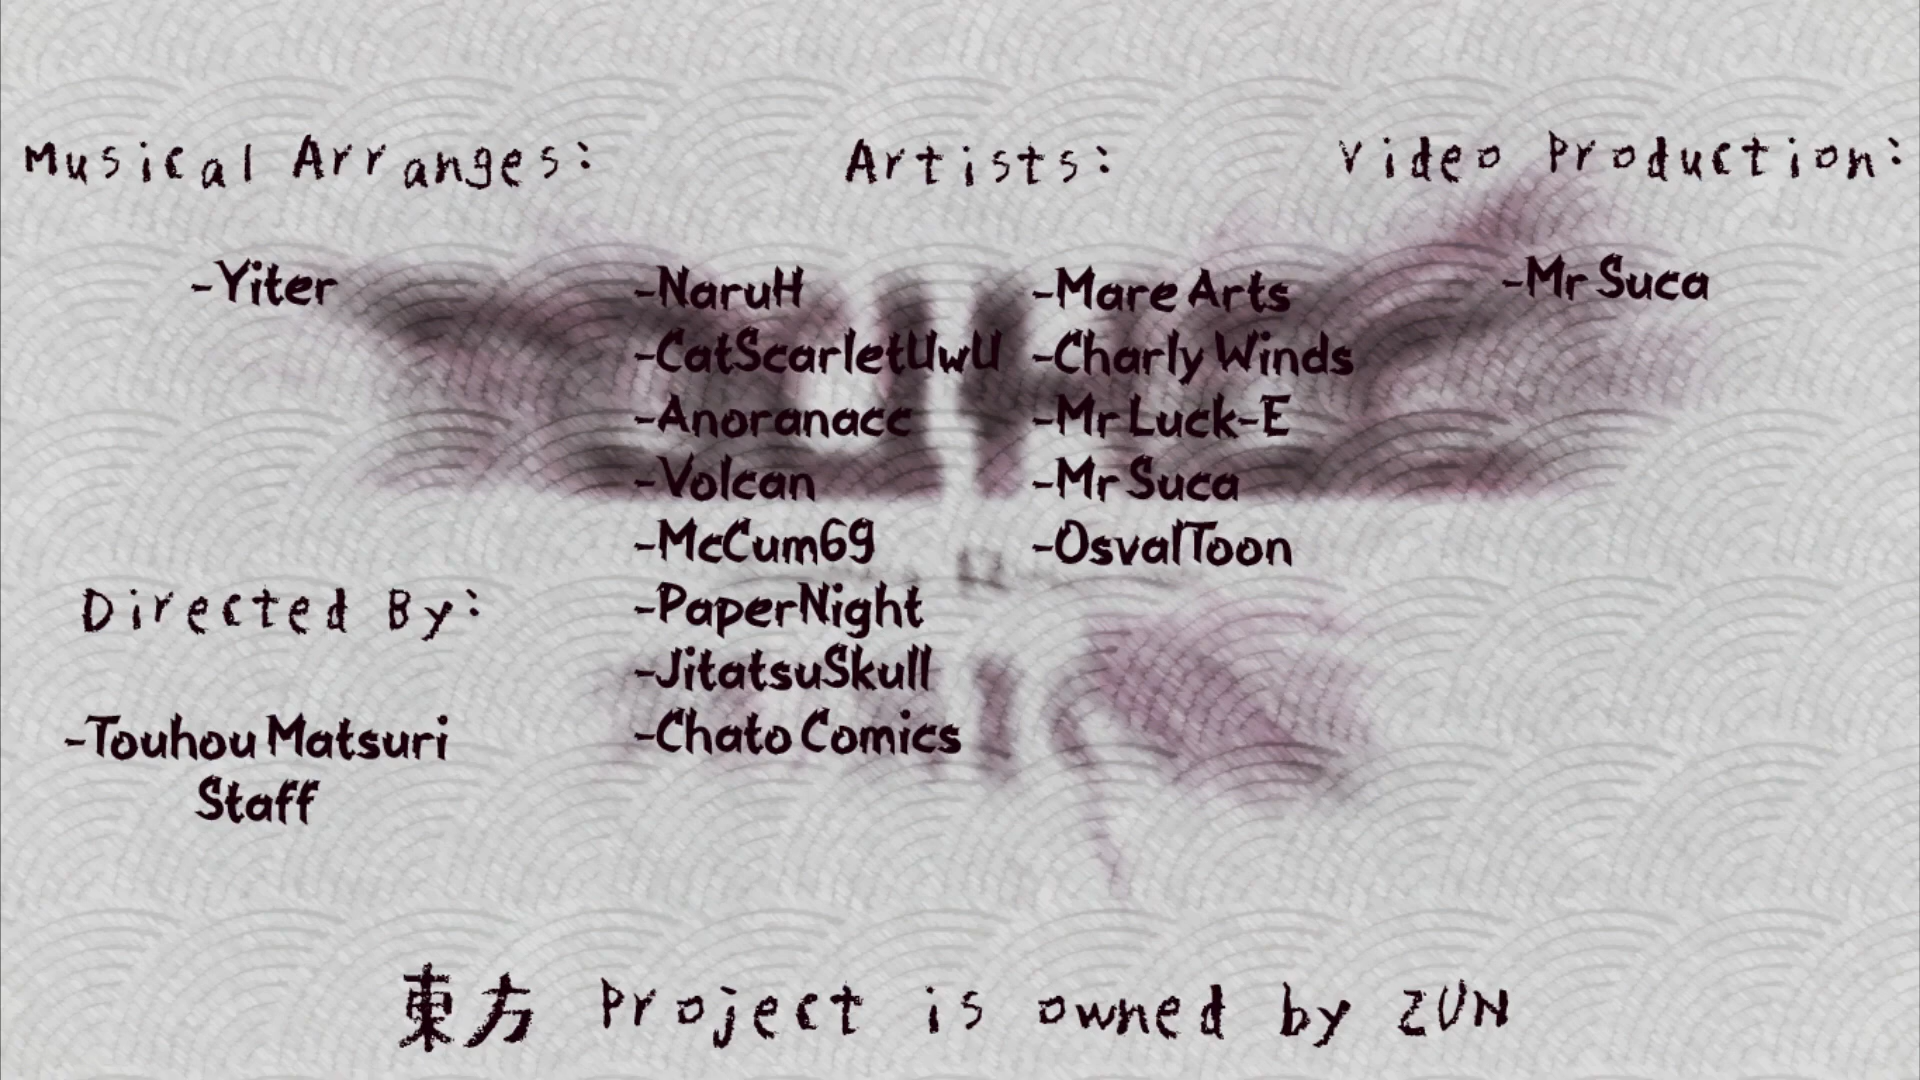 Musical Arranges:
-Yiter
Directed By:
-Touhou Matsuri
Staff
Artists:
-NaruH
-CatScarletUwU
-Anoranacc
-Volcan
-McCum69
-PaperNight
-JitatsuSkull
-Chato Comics
-Mare Arts
-Charly Winds
-Mr Luck-E
-Mr Suca
-OsvalToon
Video Production:
-Mr Suca
東方 Project is owned by ZUN